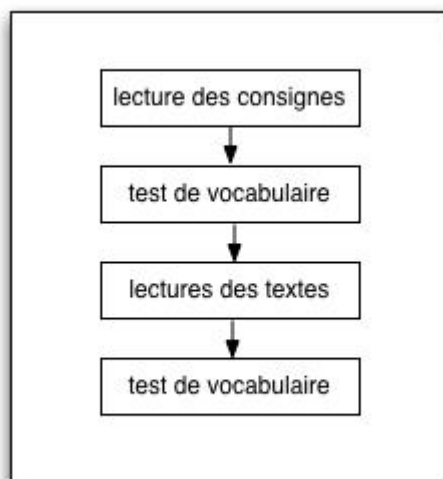 lecture des consignes
test de vocabulaire
lectures des textes
test de vocabulaire